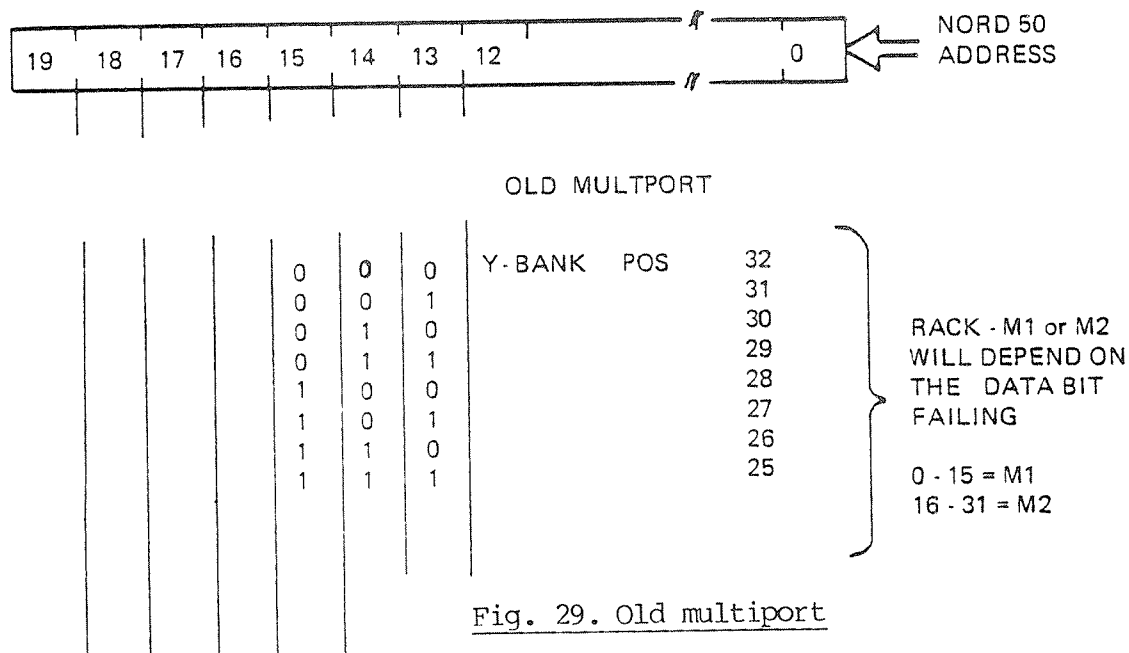 NORD 50
ADDRESS
19 18 17 16 15 14 13 12 0
OLD MULTPORT
0 0 0 Y-BANK POS 32
0 0 1 31
0 1 0 30
0 1 1 29
1 0 0 28
1 0 1 27
1 1 0 26
1 1 1 25
RACK - M1 or M2
WILL DEPEND ON
THE DATA BIT
FAILING
0 - 15 = M1
16 - 31 = M2
Fig. 29. Old multiport